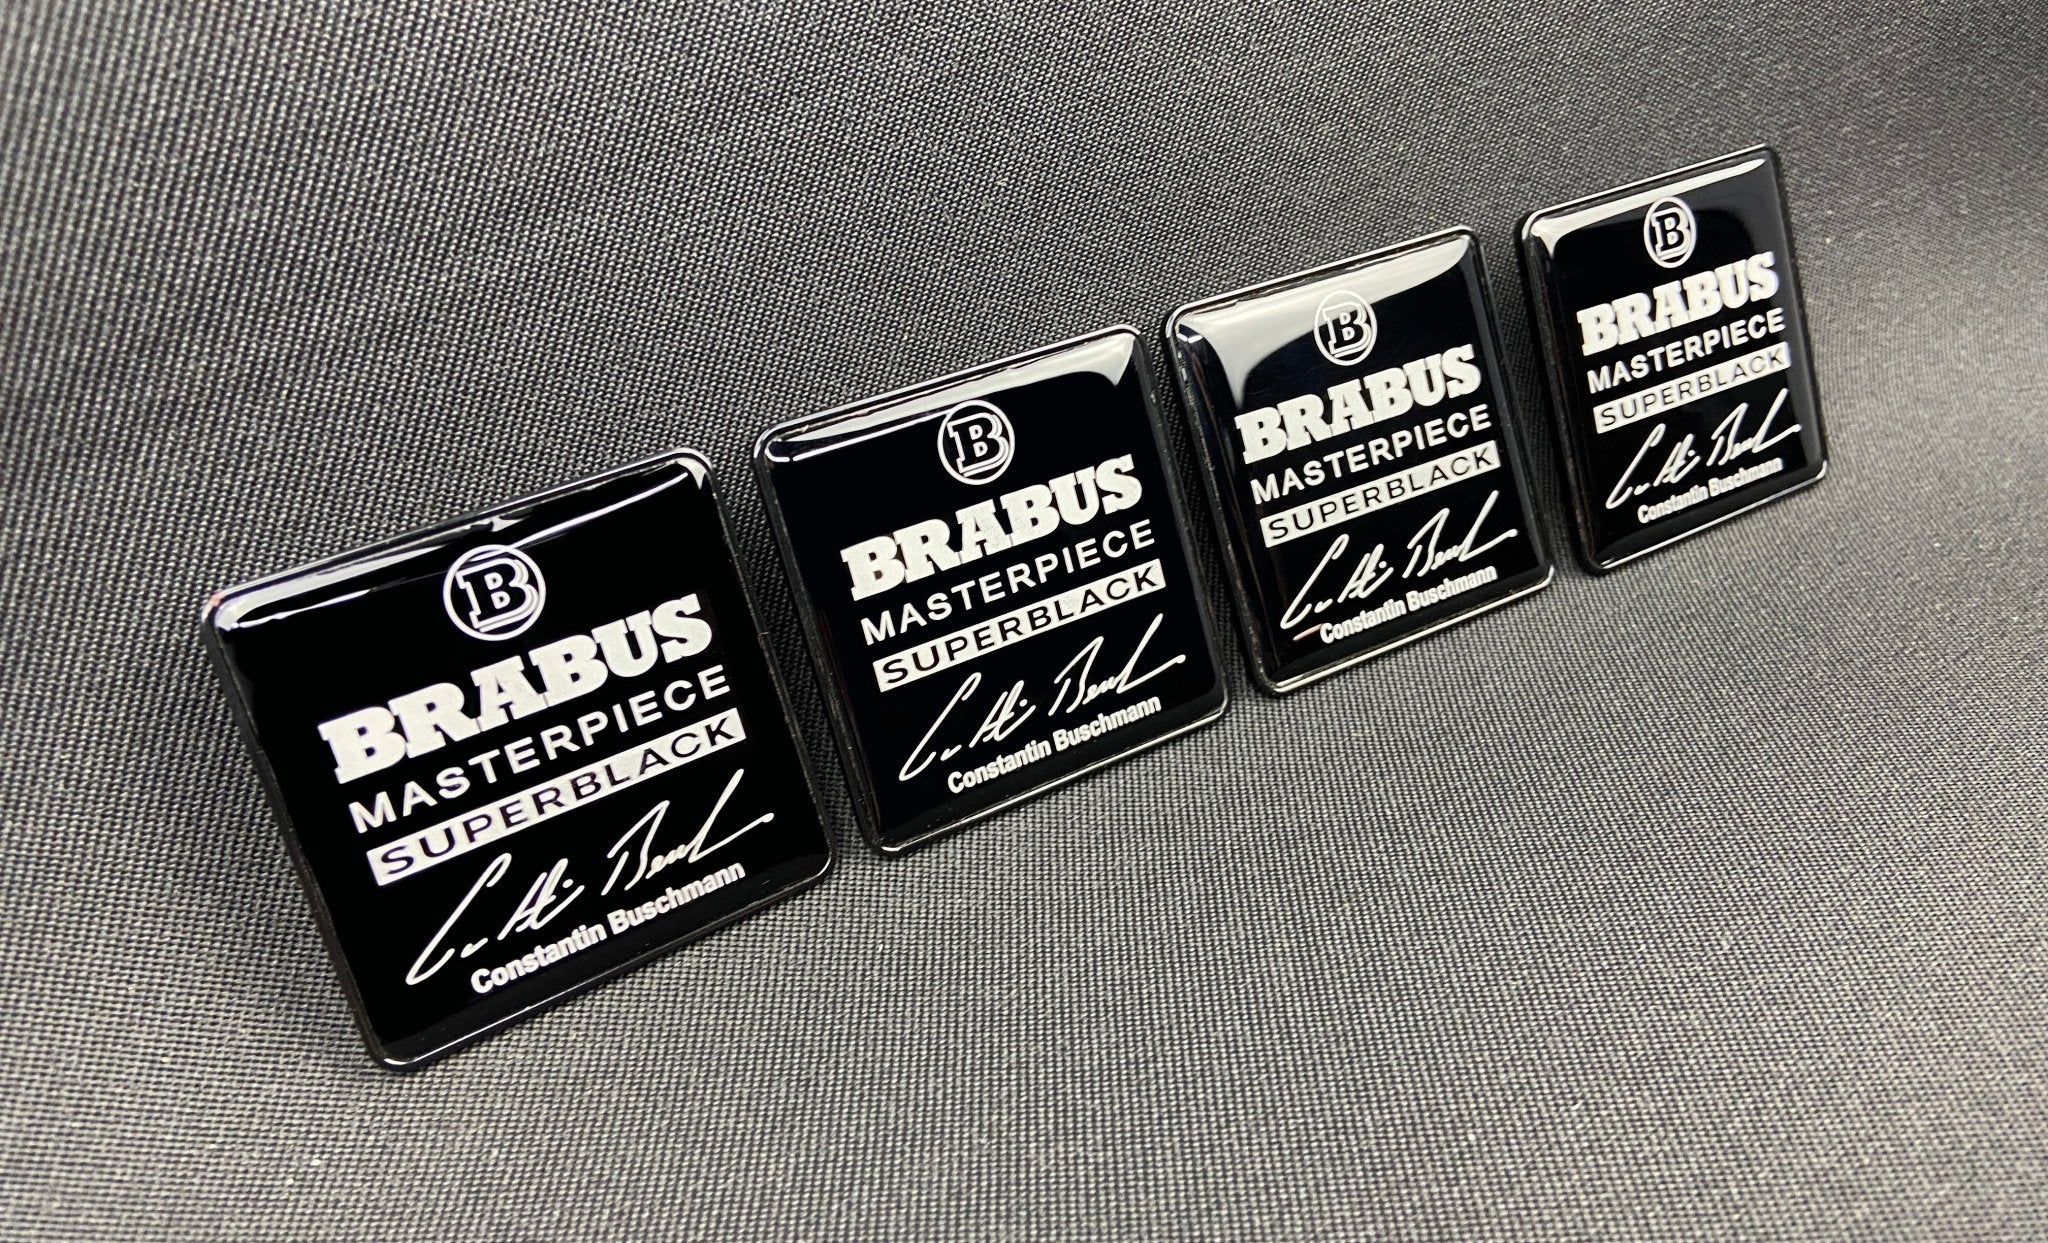 B
BRABUS
MASTERPIECE
SUPERBLACK
Constantin Buschmann
B
BRABUS
MASTERPIECE
SUPERBLACK
Constantin Buschmann
B
BRABUS
MASTERPIECE
SUPERBLACK
Constantin Buschmann
B
BRABUS
MASTERPIECE
SUPERBLACK
Constantin Buschmann